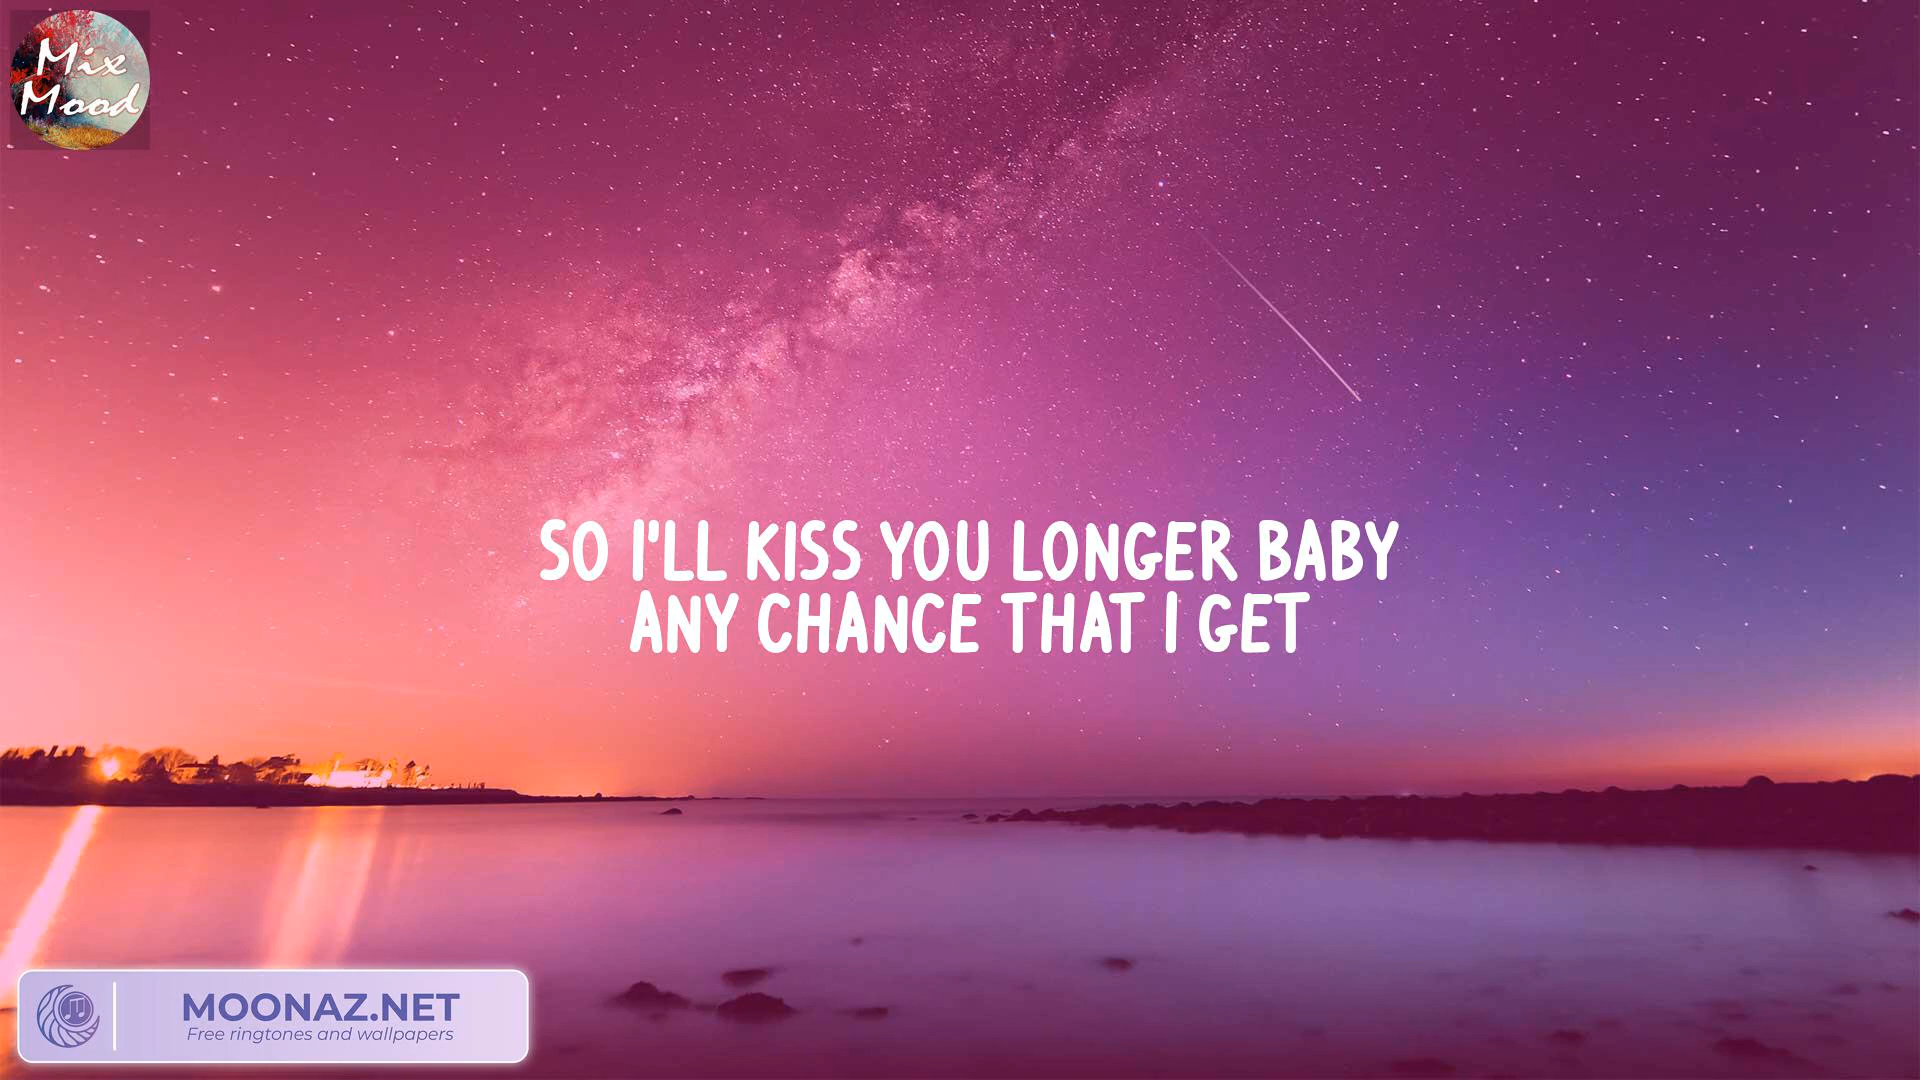 Mix
Mood
SO I'LL KISS YOU LONGER BABY
ANY CHANCE THAT I GET
MOONAZ.NET
Free ringtones and wallpapers